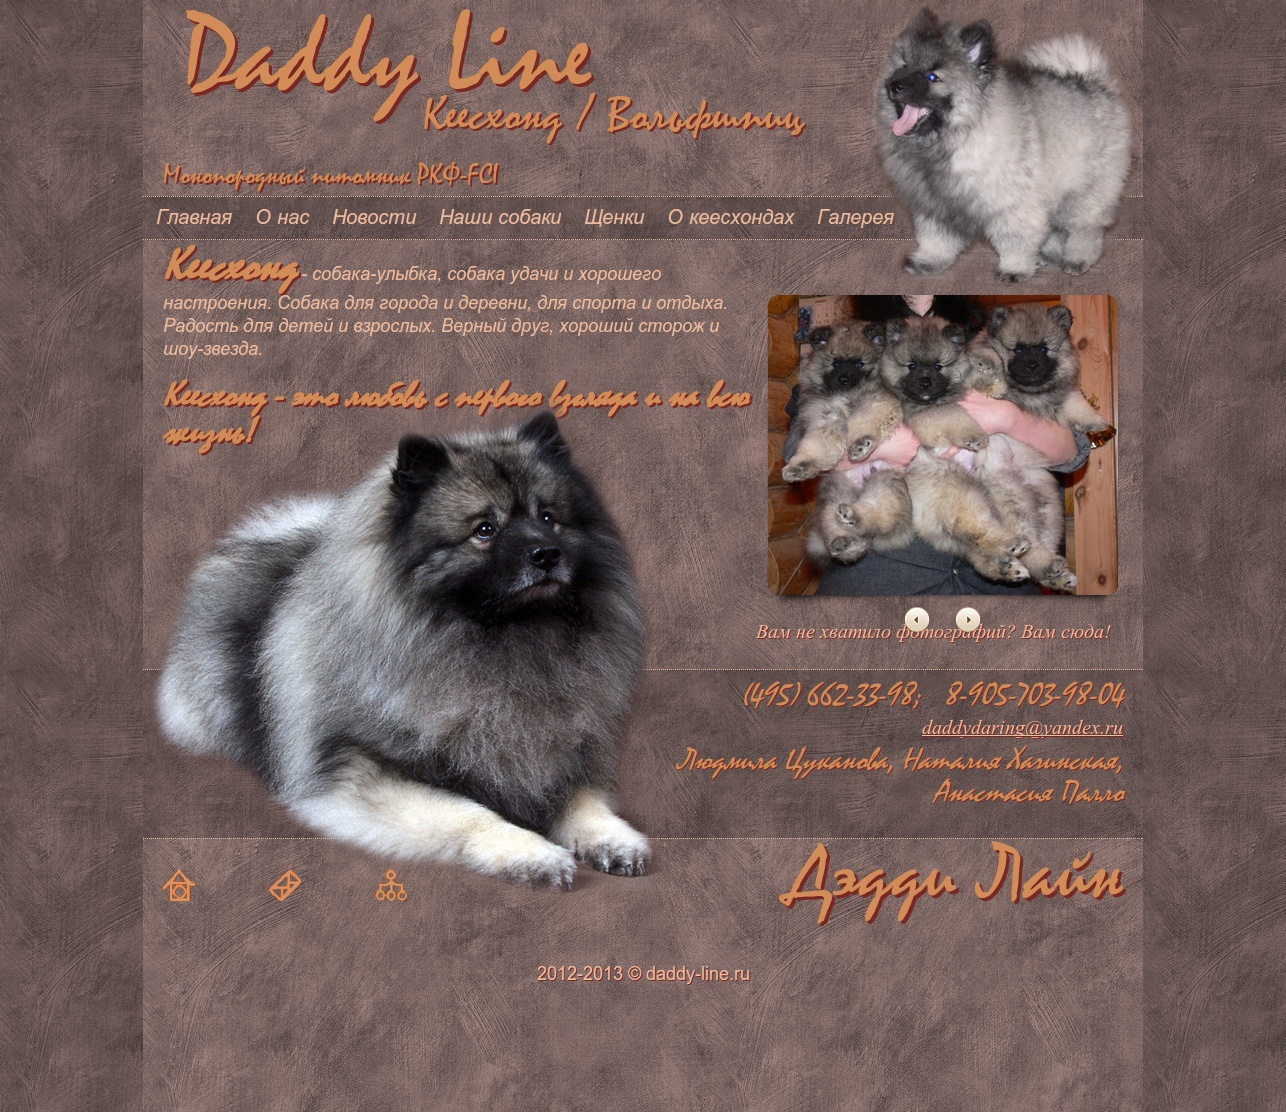 Daddy Line
Кеесхонд / Вольфшпиц
Монопородный питомник РКФ-FCI
Главная О нас Новости Наши собаки Щенки О кеесхондах Галерея
Кеесхонд - собака-улыбка, собака удачи и хорошего
настроения. Собака для города и деревни, для спорта и отдыха.
Радость для детей и взрослых. Верный друг, хороший сторож и
шоу-звезда.
Кеесхонд - это любовь с первого взгляда и на всю
жизнь!
Вам не хватило фотографий? Вам сюда!
(495) 662-33-98; 8-905-703-98-04
daddydaring@yandex.ru
Людмила Цуканова, Наталия Хачинская,
Анастасия Палло
Дэдди Лайн
2012-2013 © daddy-line.ru